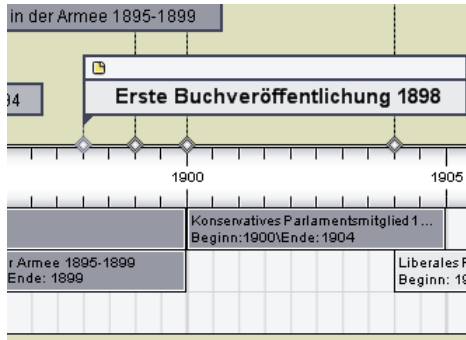 in der Armee 1895-1899
94
Erste Buchveröffentlichung 1898
1900
1905
Konservatives Parlamentsmitglied 1...
Beginn:1900\Ende: 1904
r Armee 1895-1899
Ende: 1899
Liberales P
Beginn: 19